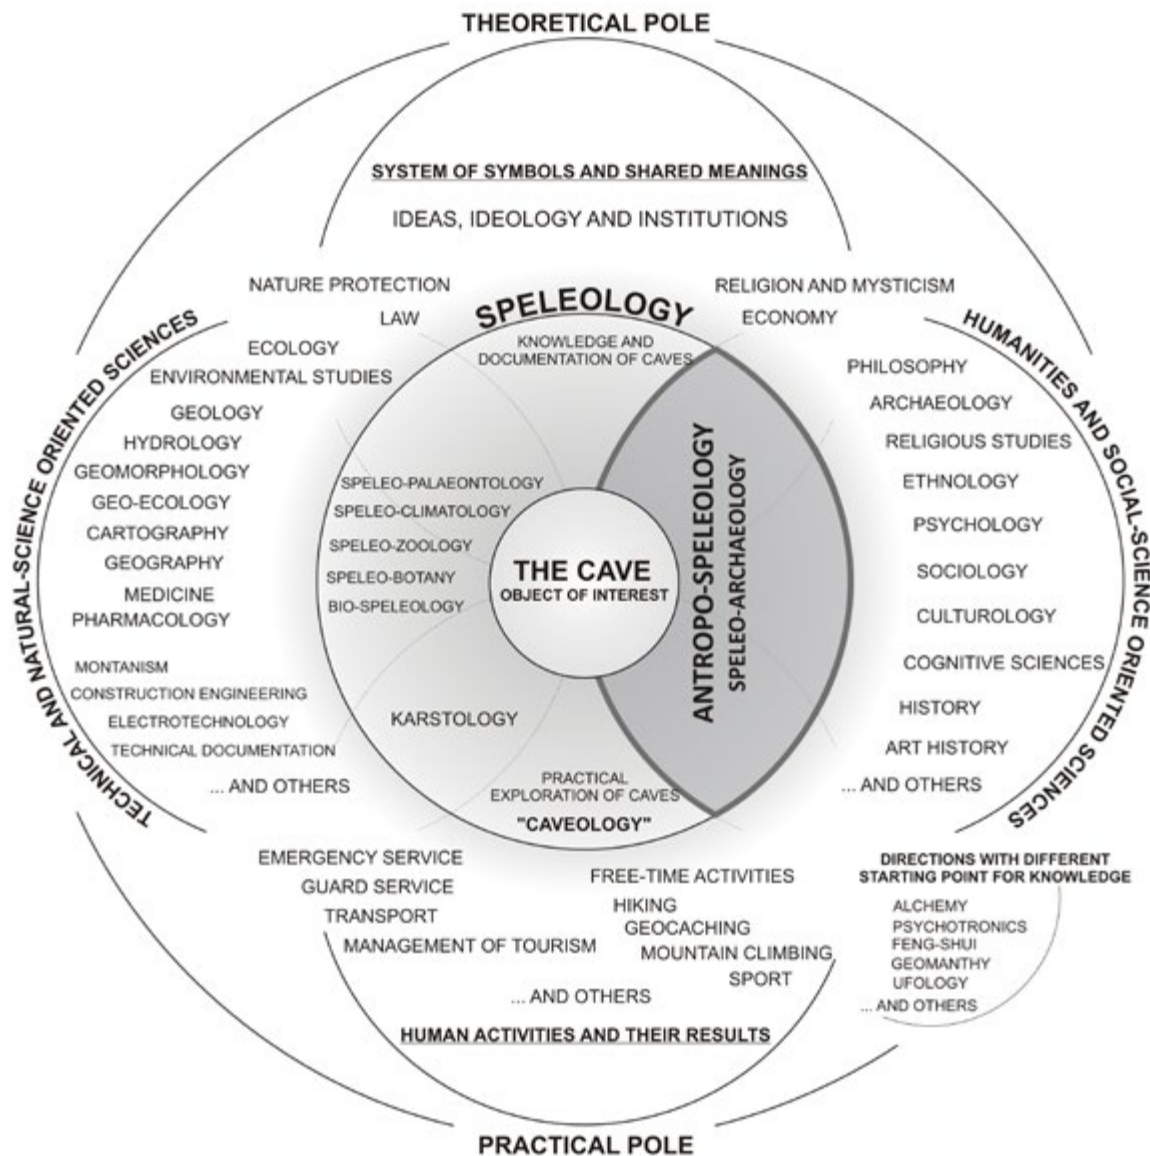 THEORETICAL POLE
SYSTEM OF SYMBOLS AND SHARED MEANINGS
IDEAS, IDEOLOGY AND INSTITUTIONS
NATURE PROTECTION
LAW
RELIGION AND MYSTICISM
ECONOMY
TECHNICAL AND NATURAL-SCIENCE ORIENTED SCIENCES
ECOLOGY
ENVIRONMENTAL STUDIES
GEOLOGY
HYDROLOGY
GEOMORPHOLOGY
GEO-ECOLOGY
CARTOGRAPHY
GEOGRAPHY
MEDICINE
PHARMACOLOGY
MONTANISM
CONSTRUCTION ENGINEERING
ELECTROTECHNOLOGY
TECHNICAL DOCUMENTATION
... AND OTHERS
SPELEOLOGY
KNOWLEDGE AND
DOCUMENTATION OF CAVES
SPELEO-PALAEONTOLOGY
SPELEO-CLIMATOLOGY
SPELEO-ZOOLOGY
SPELEO-BOTANY
BIO-SPELEOLOGY
THE CAVE
OBJECT OF INTEREST
ANTROPO-SPELEOLOGY
SPELEO-ARCHAEOLOGY
KARSTOLOGY
PRACTICAL
EXPLORATION OF CAVES
"CAVEOLOGY"
HUMANITIES AND SOCIAL-SCIENCE ORIENTED SCIENCES
PHILOSOPHY
ARCHAEOLOGY
RELIGIOUS STUDIES
ETHNOLOGY
PSYCHOLOGY
SOCIOLOGY
CULTUROLOGY
COGNITIVE SCIENCES
HISTORY
ART HISTORY
... AND OTHERS
EMERGENCY SERVICE
GUARD SERVICE
TRANSPORT
MANAGEMENT OF TOURISM
FREE-TIME ACTIVITIES
HIKING
GEOCACHING
MOUNTAIN CLIMBING
SPORT
... AND OTHERS
HUMAN ACTIVITIES AND THEIR RESULTS
DIRECTIONS WITH DIFFERENT
STARTING POINT FOR KNOWLEDGE
ALCHEMY
PSYCHOTRONICS
FENG-SHUI
GEOMANTHY
UFOLOGY
... AND OTHERS
PRACTICAL POLE